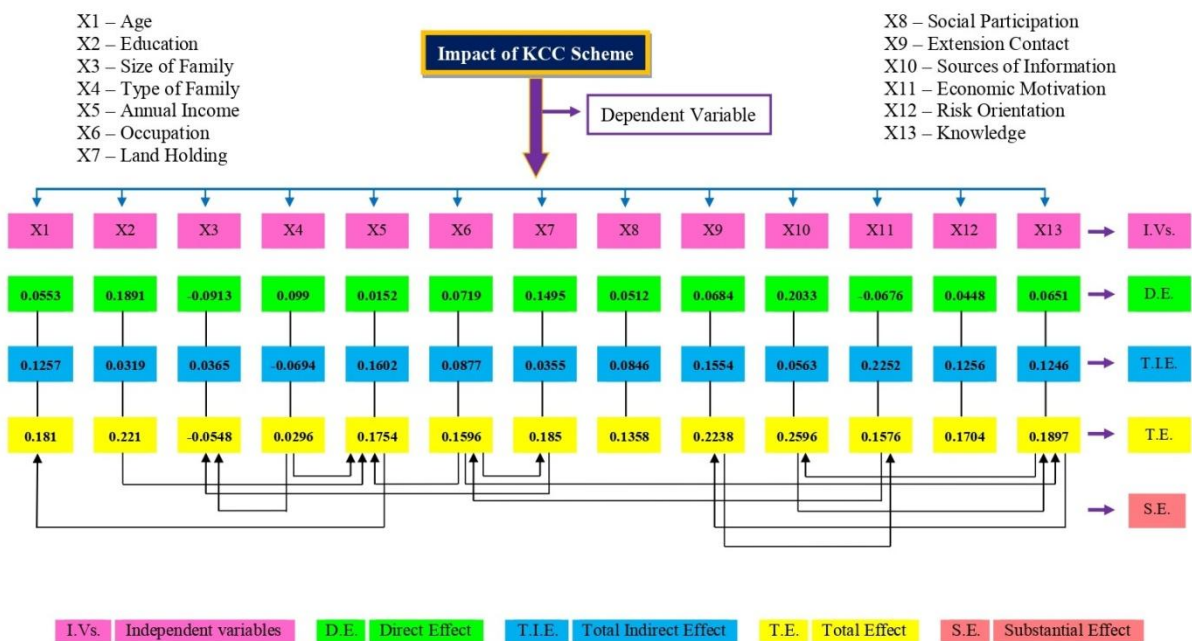 X1 – Age
X2 – Education
X3 – Size of Family
X4 – Type of Family
X5 – Annual Income
X6 – Occupation
X7 – Land Holding
Impact of KCC Scheme
Dependent Variable
X8 – Social Participation
X9 – Extension Contact
X10 – Sources of Information
X11 – Economic Motivation
X12 – Risk Orientation
X13 – Knowledge
X1 X2 X3 X4 X5 X6 X7 X8 X9 X10 X11 X12 X13 I.Vs.
0.0553 0.1891 -0.0913 0.099 0.0152 0.0719 0.1495 0.0512 0.0684 0.2033 -0.0676 0.0448 0.0651 D.E.
0.1257 0.0319 0.0365 -0.0694 0.1602 0.0877 0.0355 0.0846 0.1554 0.0563 0.2252 0.1256 0.1246 T.I.E.
0.181 0.221 -0.0548 0.0296 0.1754 0.1596 0.185 0.1358 0.2238 0.2596 0.1576 0.1704 0.1897 T.E.
S.E.
I.Vs. Independent variables D.E. Direct Effect T.I.E. Total Indirect Effect T.E. Total Effect S.E. Substantial Effect